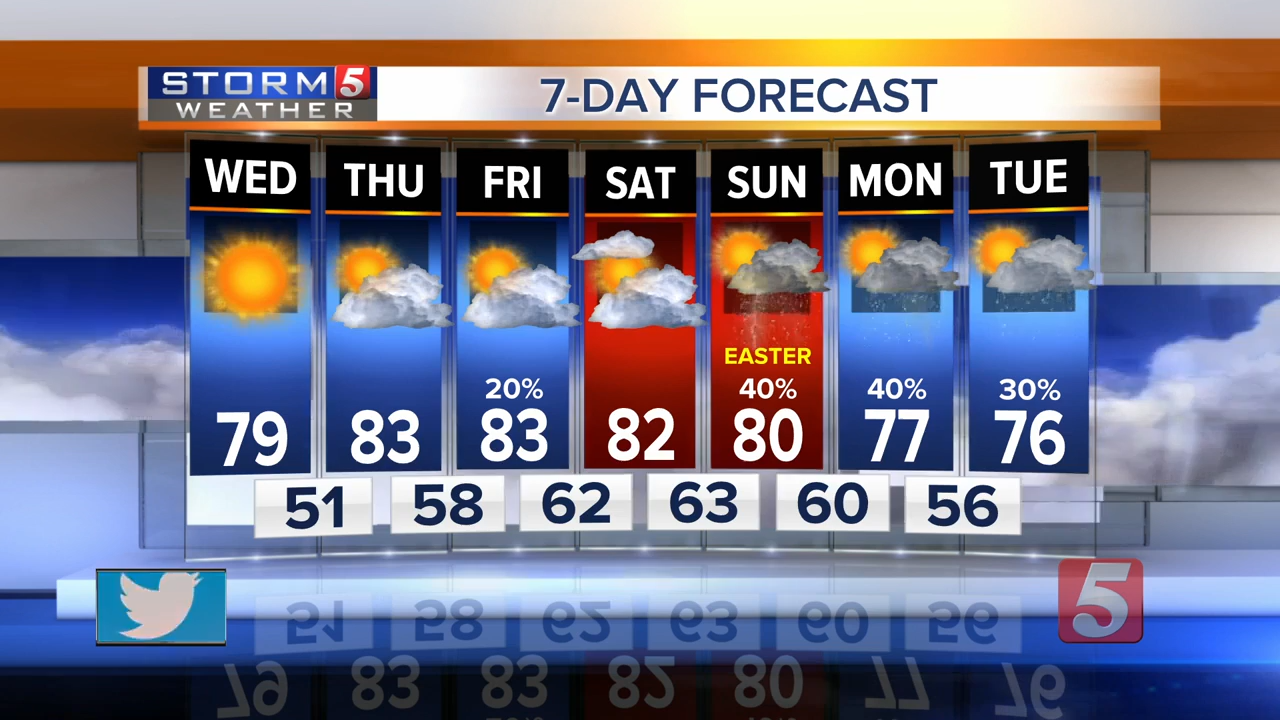 STORM 5
WEATHER
7-DAY FORECAST
WED THU FRI SAT SUN MON TUE
EASTER
20% 40% 40% 30%
79 83 83 82 80 77 76
51 58 62 63 60 56
5